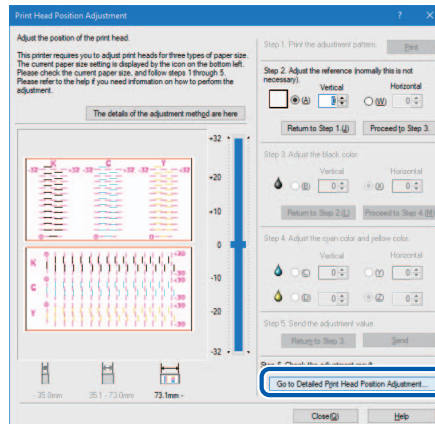 Print Head Position Adjustment
Adjust the position of the print head.
This printer requires you to adjust print heads for three types of paper size.
The current paper size setting is displayed by the icon on the bottom left.
Please check the current paper size, and follow steps 1 through 5.
Please refer to the help if you need information on how to perform the
adjustment.
The details of the adjustment method are here
K C Y
-32 +32 -32 +32 -32 +32
K
C
Y
+32
+20
+10
0
-10
-20
-32
- 35.0mm
35.1 - 73.0mm
73.1mm -
Step 1. Print the adjustment pattern.
Print
Step 2. Adjust the reference (normally this is not
necessary).
Vertical Horizontal
(A) 0 (W) 0
Return to Step 1.(J) Proceed to Step 3.
Step 3. Adjust the black color.
Vertical Horizontal
(B) 0 (X) 0
Return to Step 2.(L) Proceed to Step 4.(M)
Step 4. Adjust the cyan color and yellow color.
Vertical Horizontal
(C) 0 (Y) 0
(D) 0 (Z) 0
Step 5. Send the adjustment value.
Return to Step 3. Send
Go to Detailed Print Head Position Adjustment...
Close(Q) Help